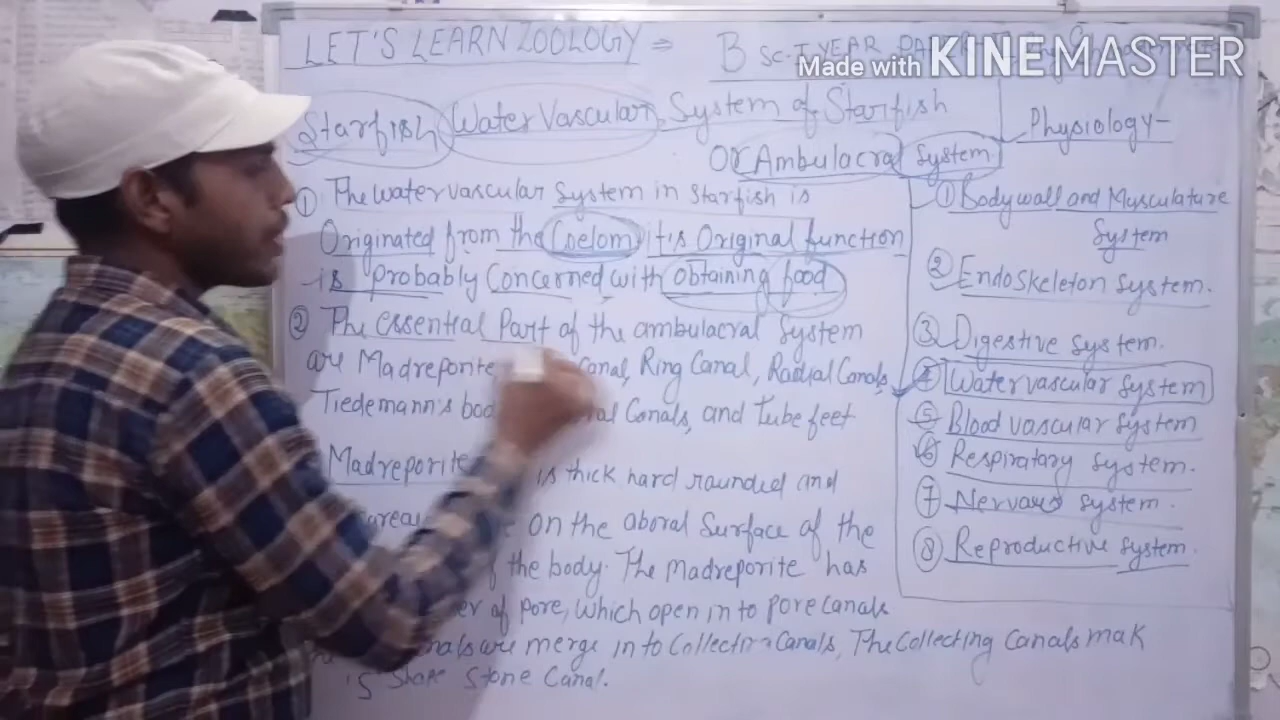 LET'S LEARN ZOOLOGY ⇒ B Sc. I YEAR
Made with KINEMASTER
Starfish Water Vascular System of Starfish
Or Ambulacral System
① The water vascular System in starfish is
Originated from the Coelom it is Original function
is probably Concerned with obtaining food
② The essential Part of the ambulacral System
are Madreporite Canal, Ring Canal, Radial Canals,
Tiedemann's Canals, and Tube feet
Madreporite is thick hard rounded and
on the aboral Surface of the
of the body. The madreporite has
of pore, which open in to pore canals
are merge in to Collecting Canals, The Collecting Canals mak
's' Shape Stone Canal.
Physiology-
① Body wall and Musculature
System
② Endoskeleton System.
③ Digestive system.
④ Water vascular system
⑤ Blood vascular System
⑥ Respiratary System.
⑦ Nervous system.
⑧ Reproductive System.